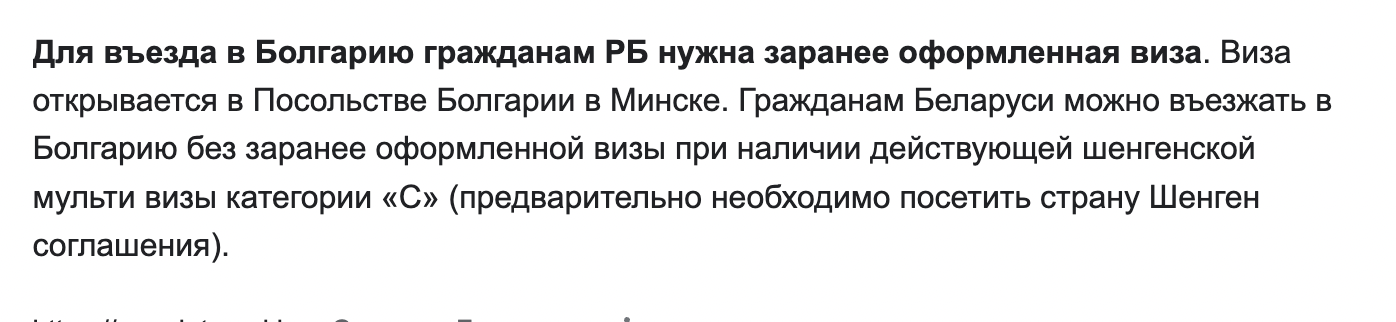 Для въезда в Болгарию гражданам РБ нужна заранее оформленная виза. Виза
открывается в Посольстве Болгарии в Минске. Гражданам Беларуси можно въезжать в
Болгарию без заранее оформленной визы при наличии действующей шенгенской
мульти визы категории «С» (предварительно необходимо посетить страну Шенген
соглашения).